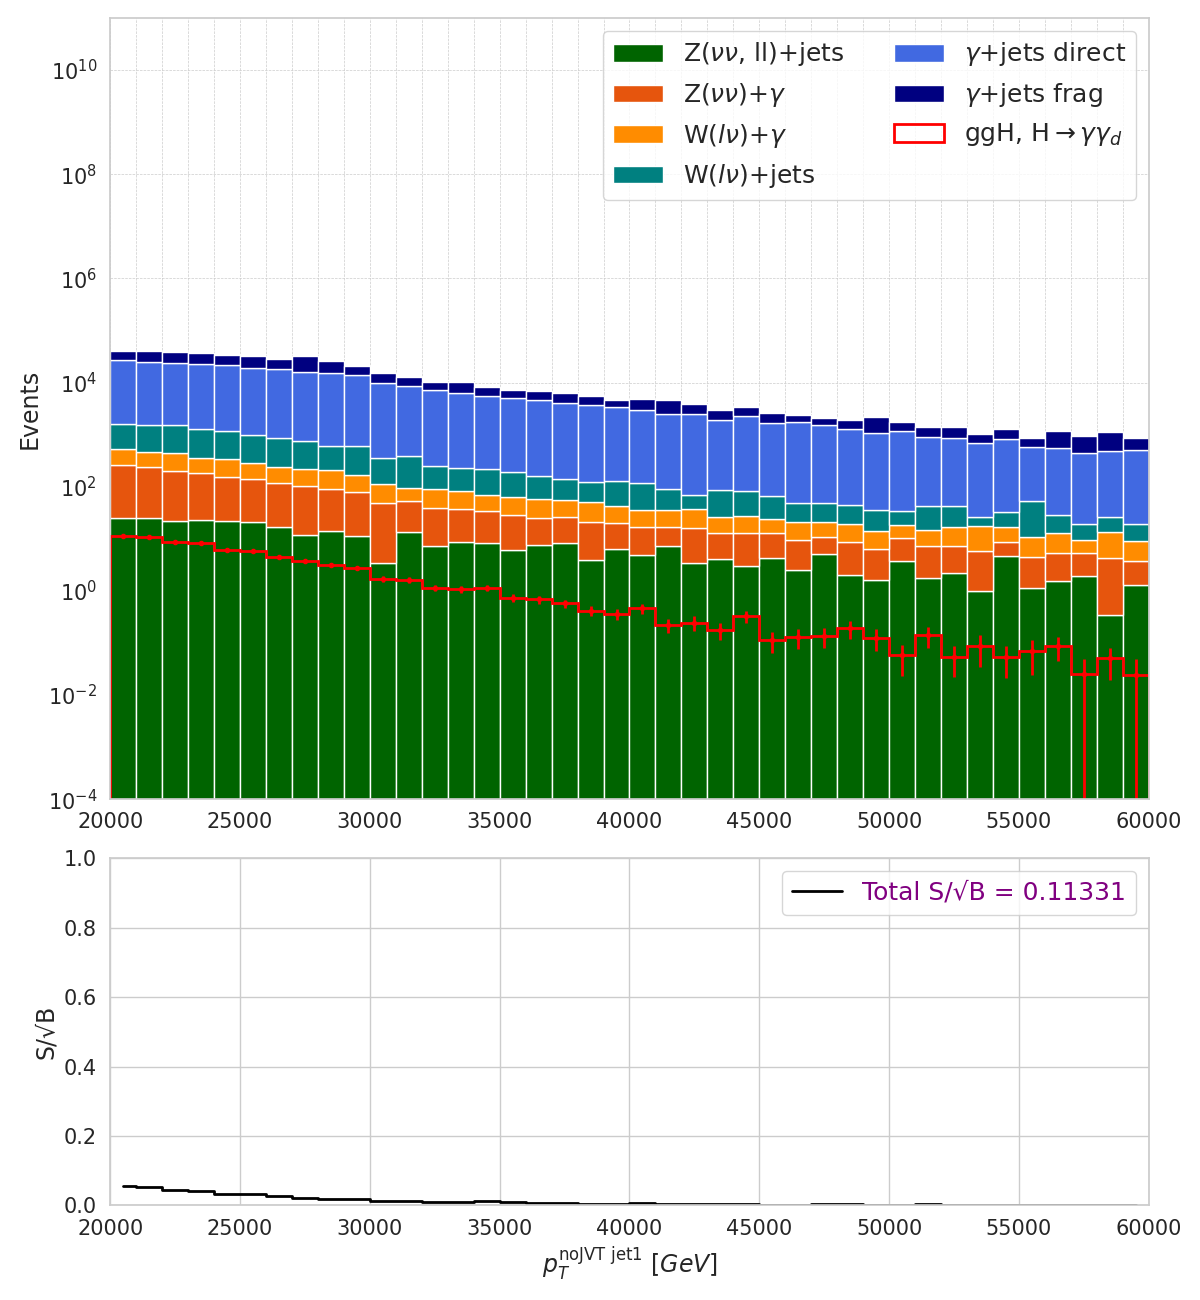 Events
10^10
10^8
10^6
10^4
10^2
10^0
10^−2
10^−4
Z(νν, ll)+jets
Z(νν)+γ
W(lν)+γ
W(lν)+jets
γ+jets direct
γ+jets frag
ggH, H→γγ_d
20000 25000 30000 35000 40000 45000 50000 55000 60000
S/√B
1.0
0.8
0.6
0.4
0.2
0.0
Total S/√B = 0.11331
20000 25000 30000 35000 40000 45000 50000 55000 60000
p_T^noJVT jet1 [GeV]